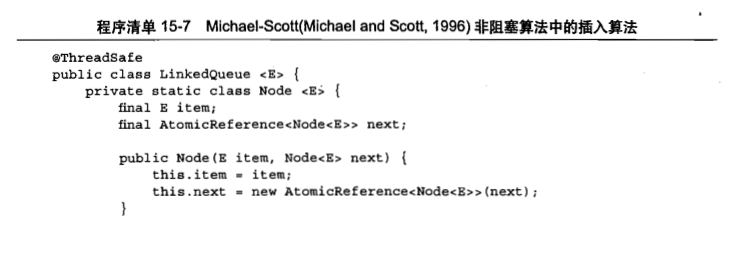 程序清单 15-7 Michael-Scott(Michael and Scott, 1996) 非阻塞算法中的插入算法
@ThreadSafe
public class LinkedQueue <E> {
    private static class Node <E> {
        final E item;
        final AtomicReference<Node<E>> next;

        public Node(E item, Node<E> next) {
            this.item = item;
            this.next = new AtomicReference<Node<E>>(next);
        }